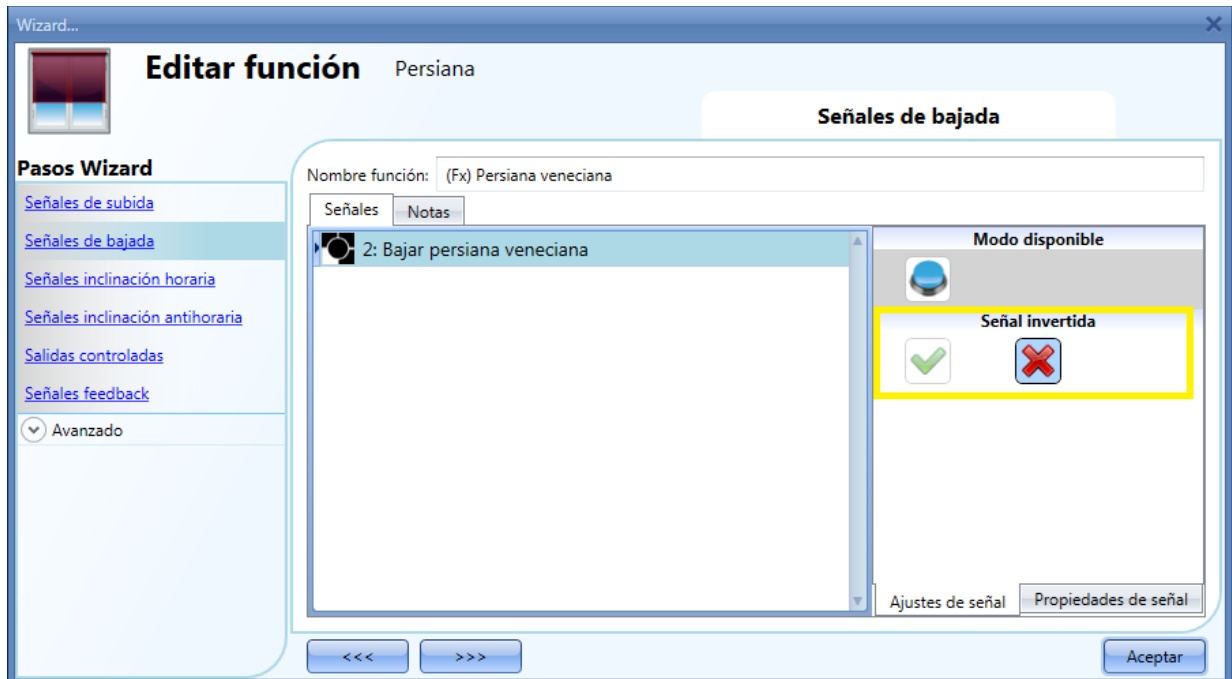 Wizard...
Editar función Persiana
Señales de bajada
Pasos Wizard
Señales de subida
Señales de bajada
Señales inclinación horaria
Señales inclinación antihoraria
Salidas controladas
Señales feedback
Avanzado
Nombre función: (Fx) Persiana veneciana
Señales Notas
2: Bajar persiana veneciana
Modo disponible
Señal invertida
Ajustes de señal Propiedades de señal
<<< >>> Aceptar